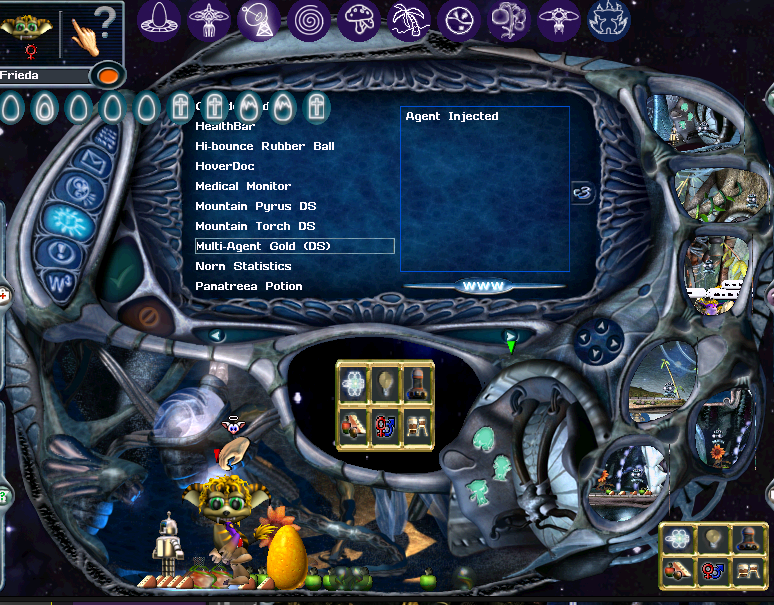 ?
Frieda
HealthBar
Agent Injected
Hi-bounce Rubber Ball
HoverDoc
Medical Monitor
c3
Mountain Pyrus DS
Mountain Torch DS
Multi-Agent Gold (DS)
Norn Statistics
Panatreea Potion
WWW